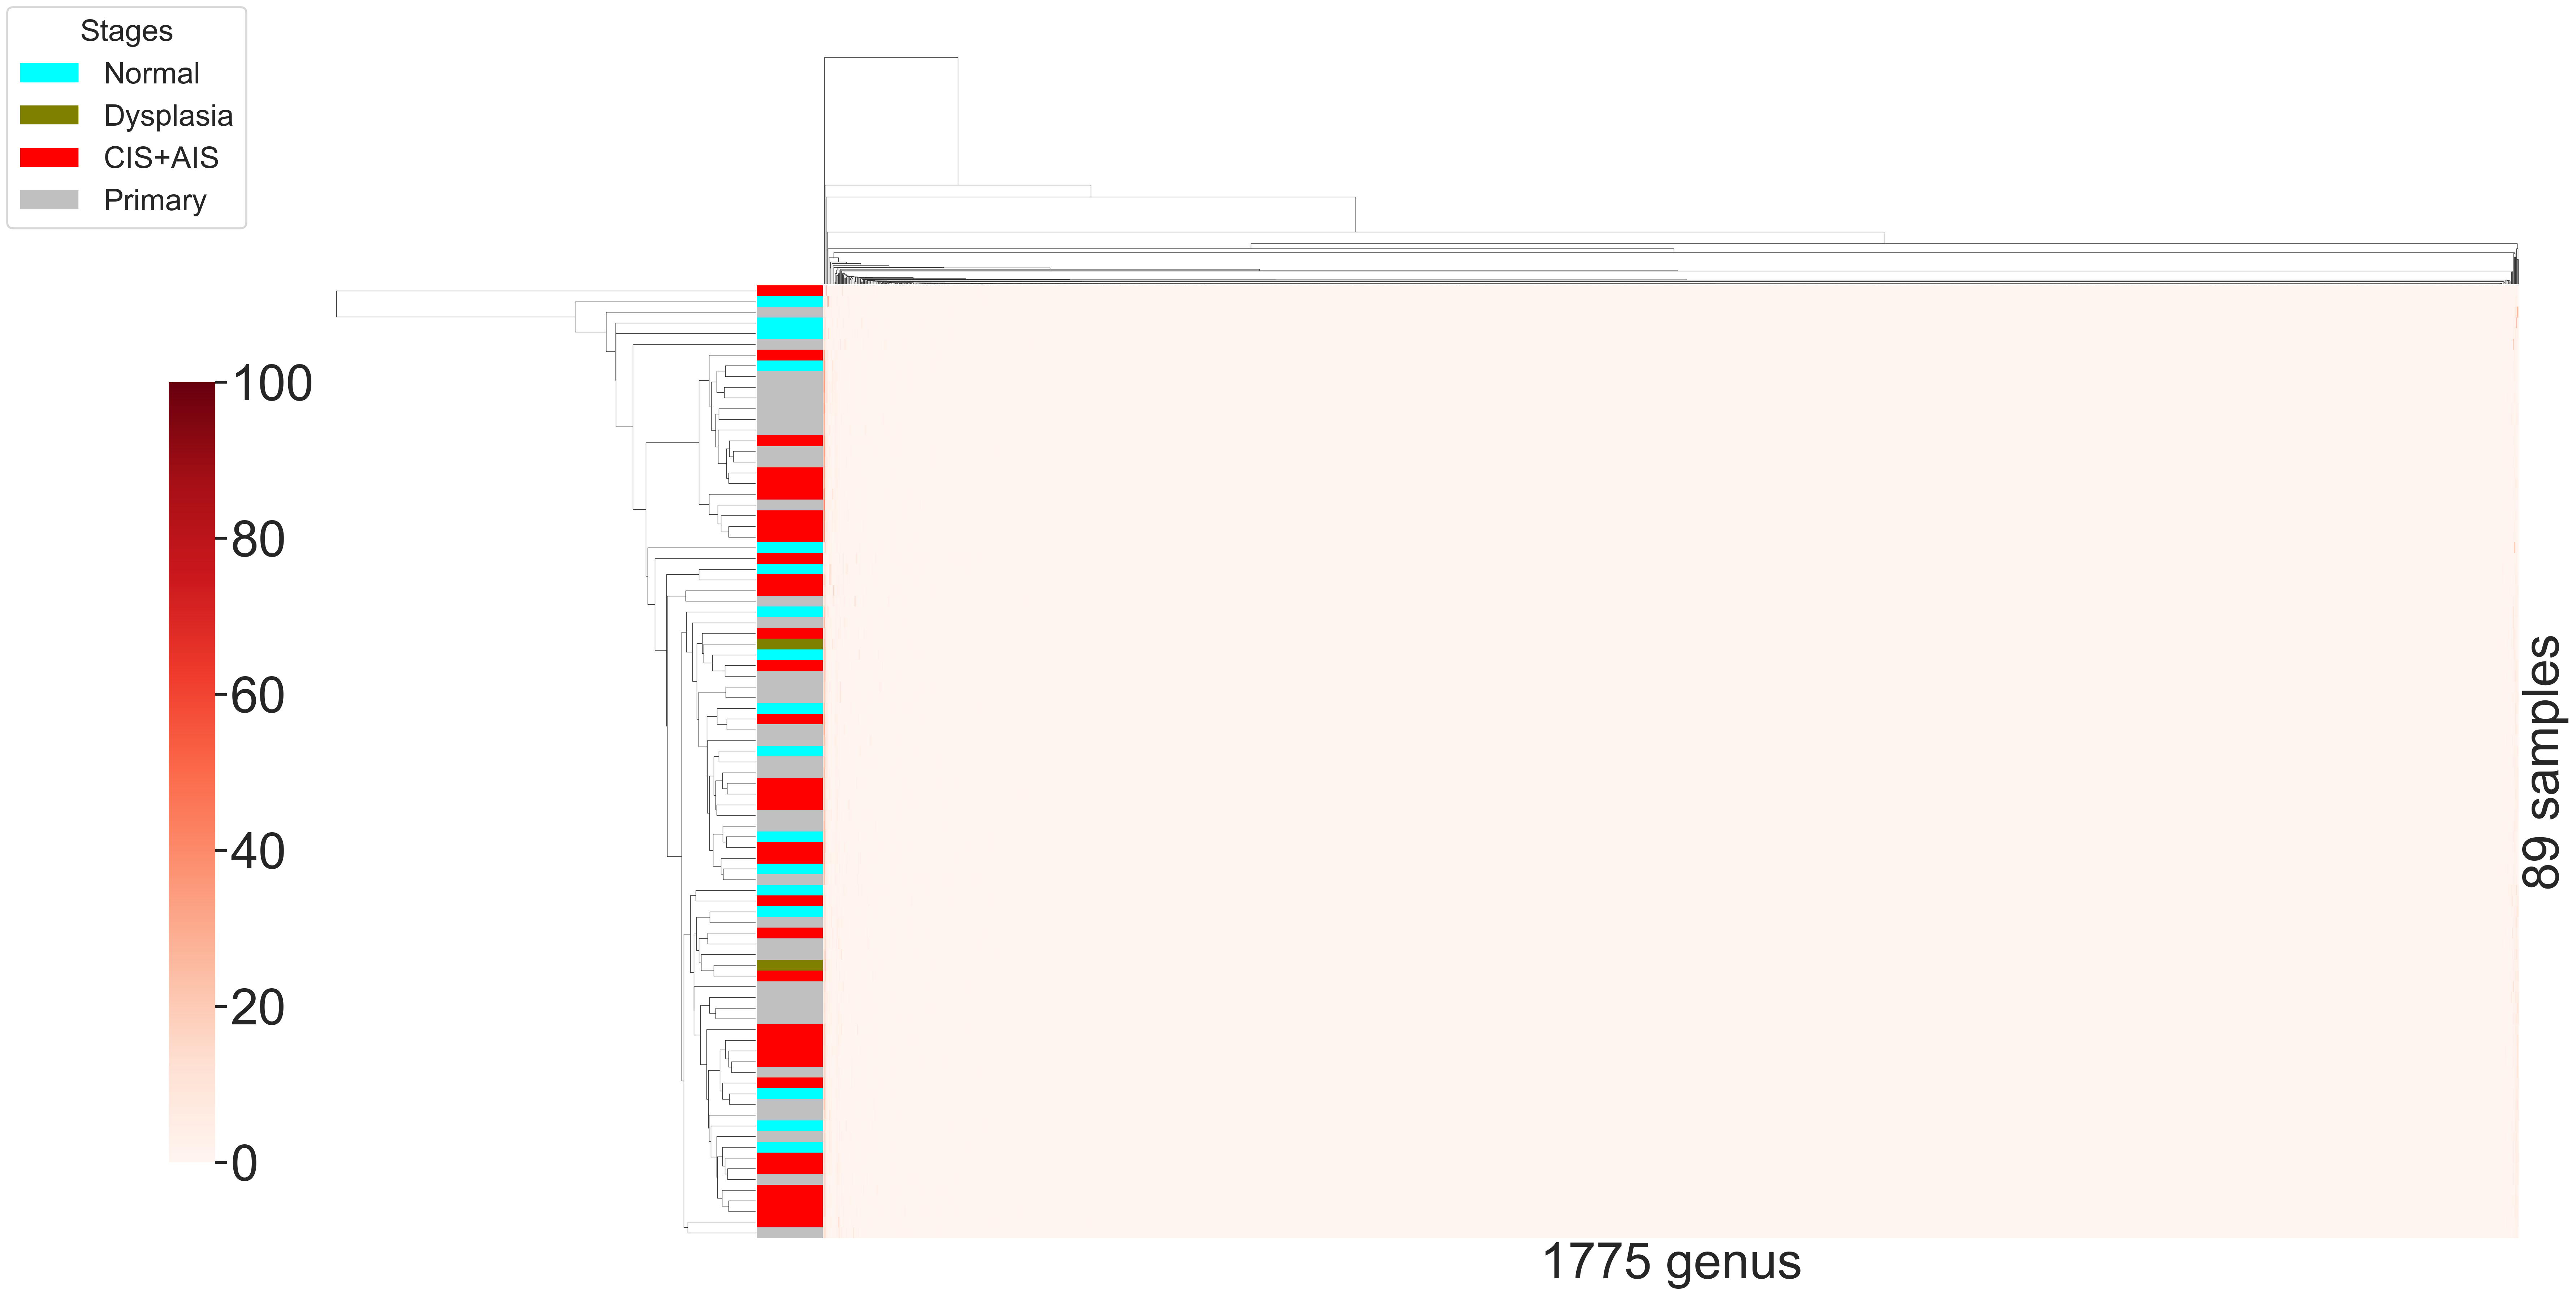 Stages
Normal
Dysplasia
CIS+AIS
Primary
100
80
60
40
20
0
89 samples
1775 genus